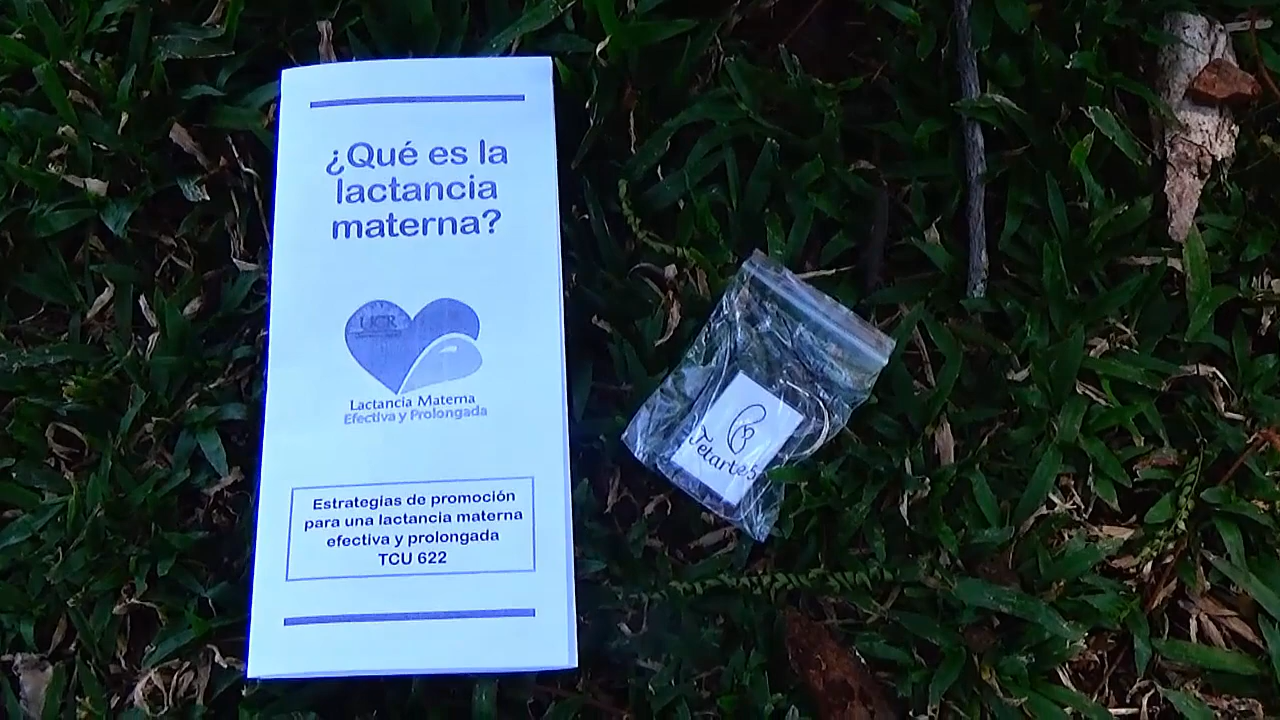 ¿Qué es la
lactancia
materna?
UCR
Lactancia Materna
Efectiva y Prolongada
Estrategias de promoción
para una lactancia materna
efectiva y prolongada
TCU 622
Tetartes